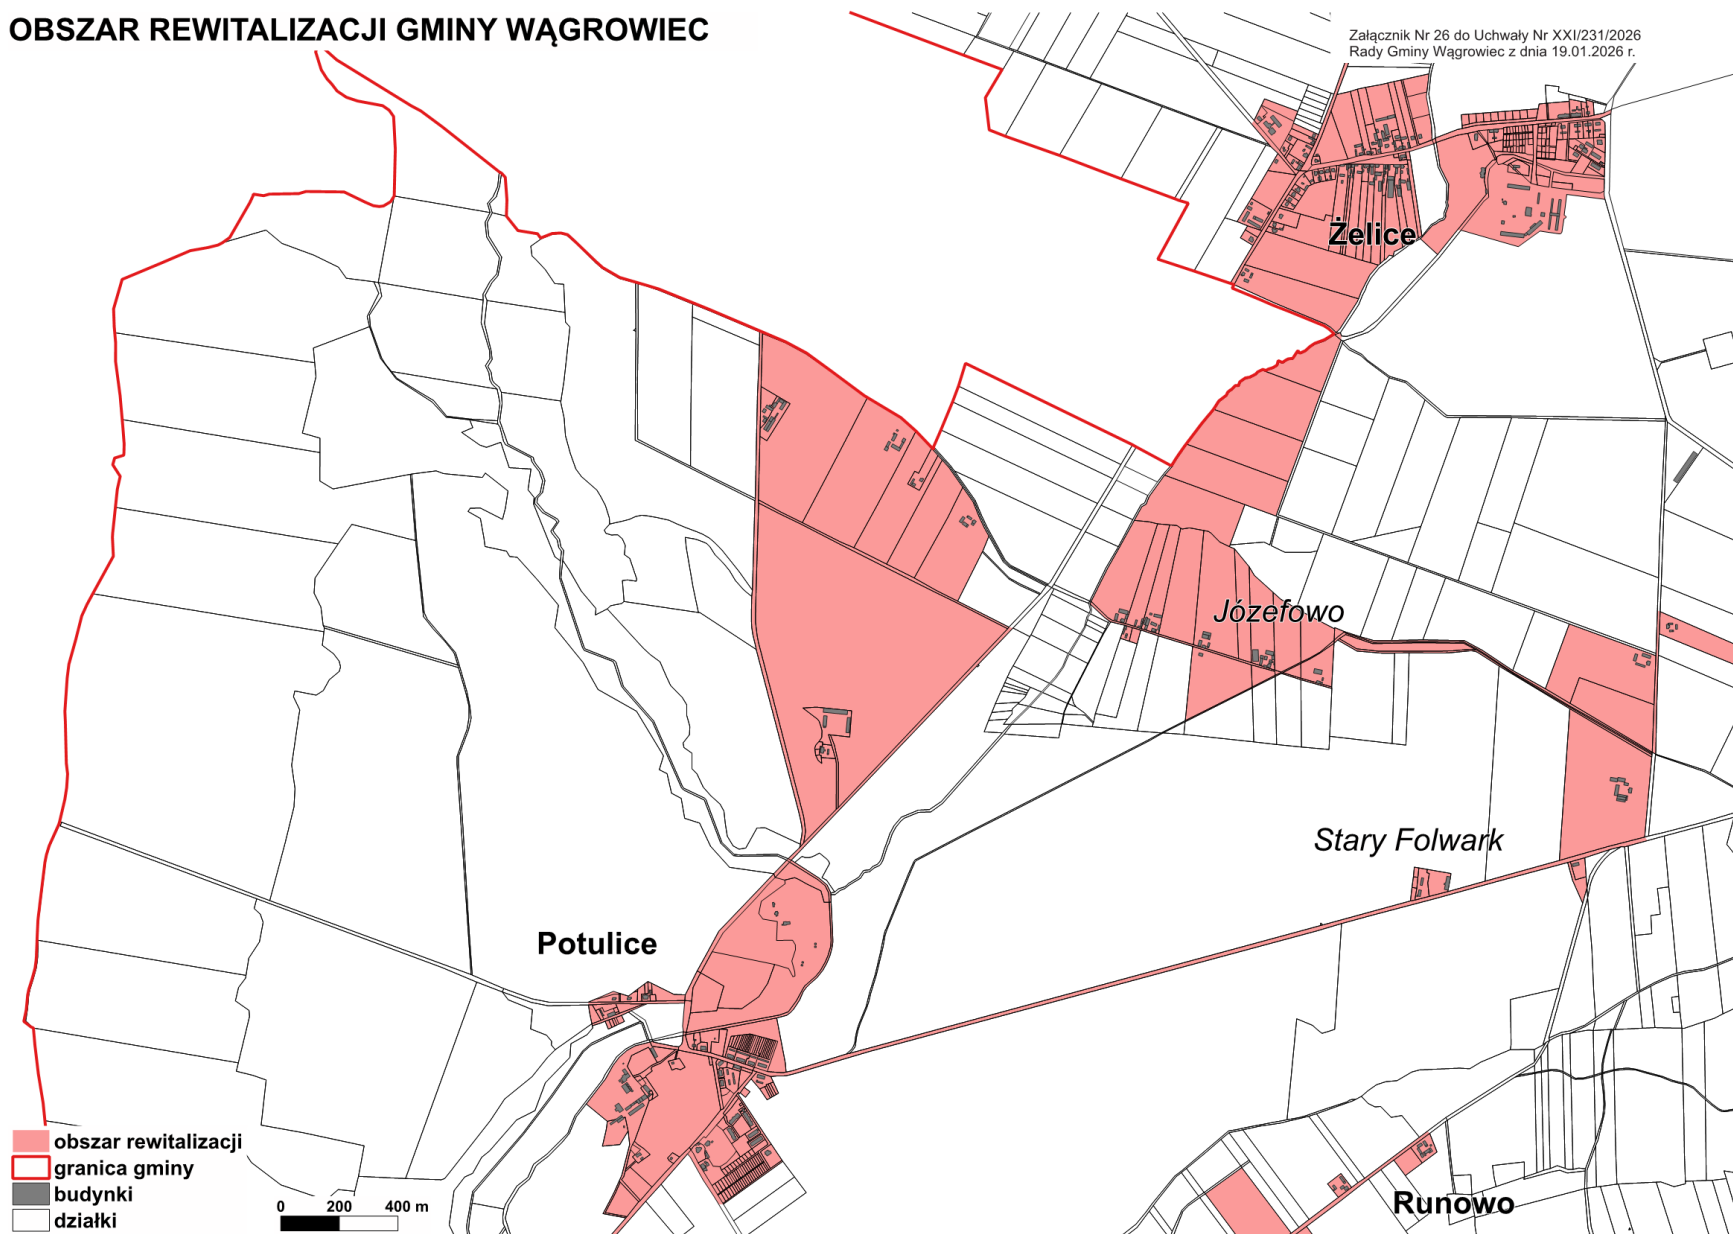 OBSZAR REWITALIZACJI GMINY WĄGROWIEC
Załącznik Nr 26 do Uchwały Nr XXI/231/2026
Rady Gminy Wągrowiec z dnia 19.01.2026 r.
Żelice
Józefowo
Stary Folwark
Potulice
Runowo
obszar rewitalizacji
granica gminy
budynki
działki
0 200 400 m